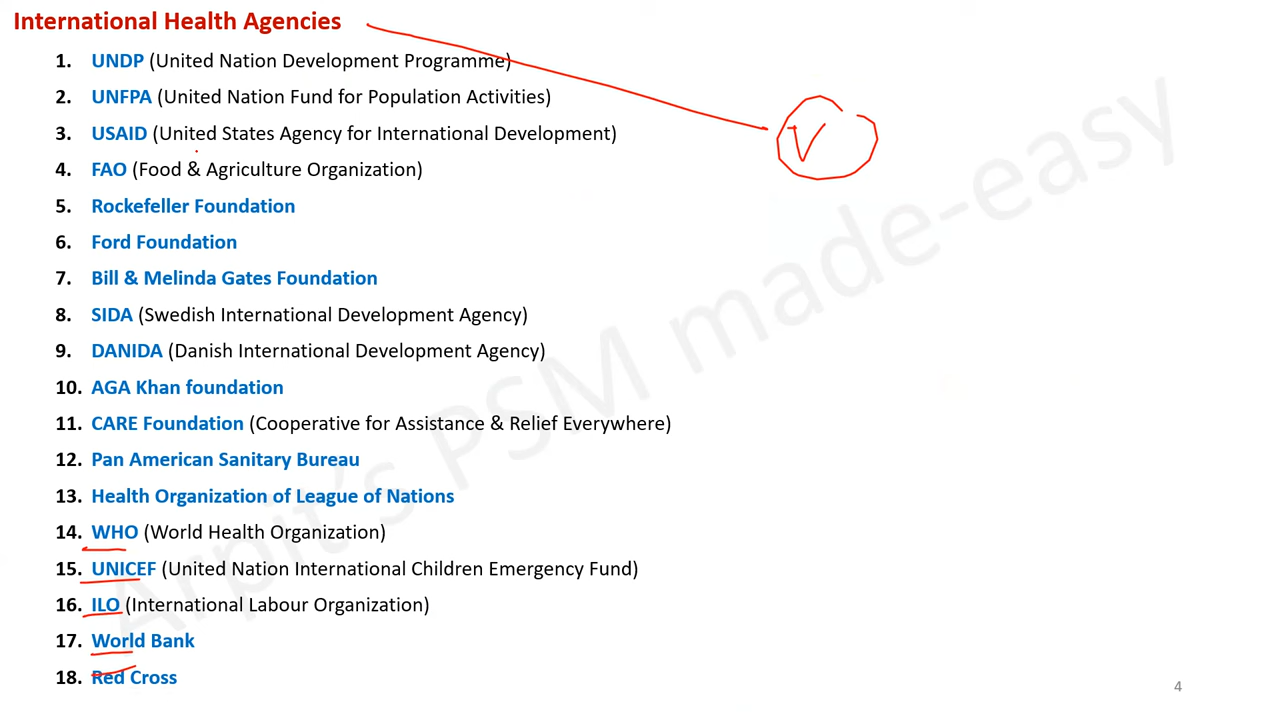 International Health Agencies
1. UNDP (United Nation Development Programme)
2. UNFPA (United Nation Fund for Population Activities)
3. USAID (United States Agency for International Development)
4. FAO (Food & Agriculture Organization)
5. Rockefeller Foundation
6. Ford Foundation
7. Bill & Melinda Gates Foundation
8. SIDA (Swedish International Development Agency)
9. DANIDA (Danish International Development Agency)
10. AGA Khan foundation
11. CARE Foundation (Cooperative for Assistance & Relief Everywhere)
12. Pan American Sanitary Bureau
13. Health Organization of League of Nations
14. WHO (World Health Organization)
15. UNICEF (United Nation International Children Emergency Fund)
16. ILO (International Labour Organization)
17. World Bank
18. Red Cross
V
Arpit's PSM made-easy
4